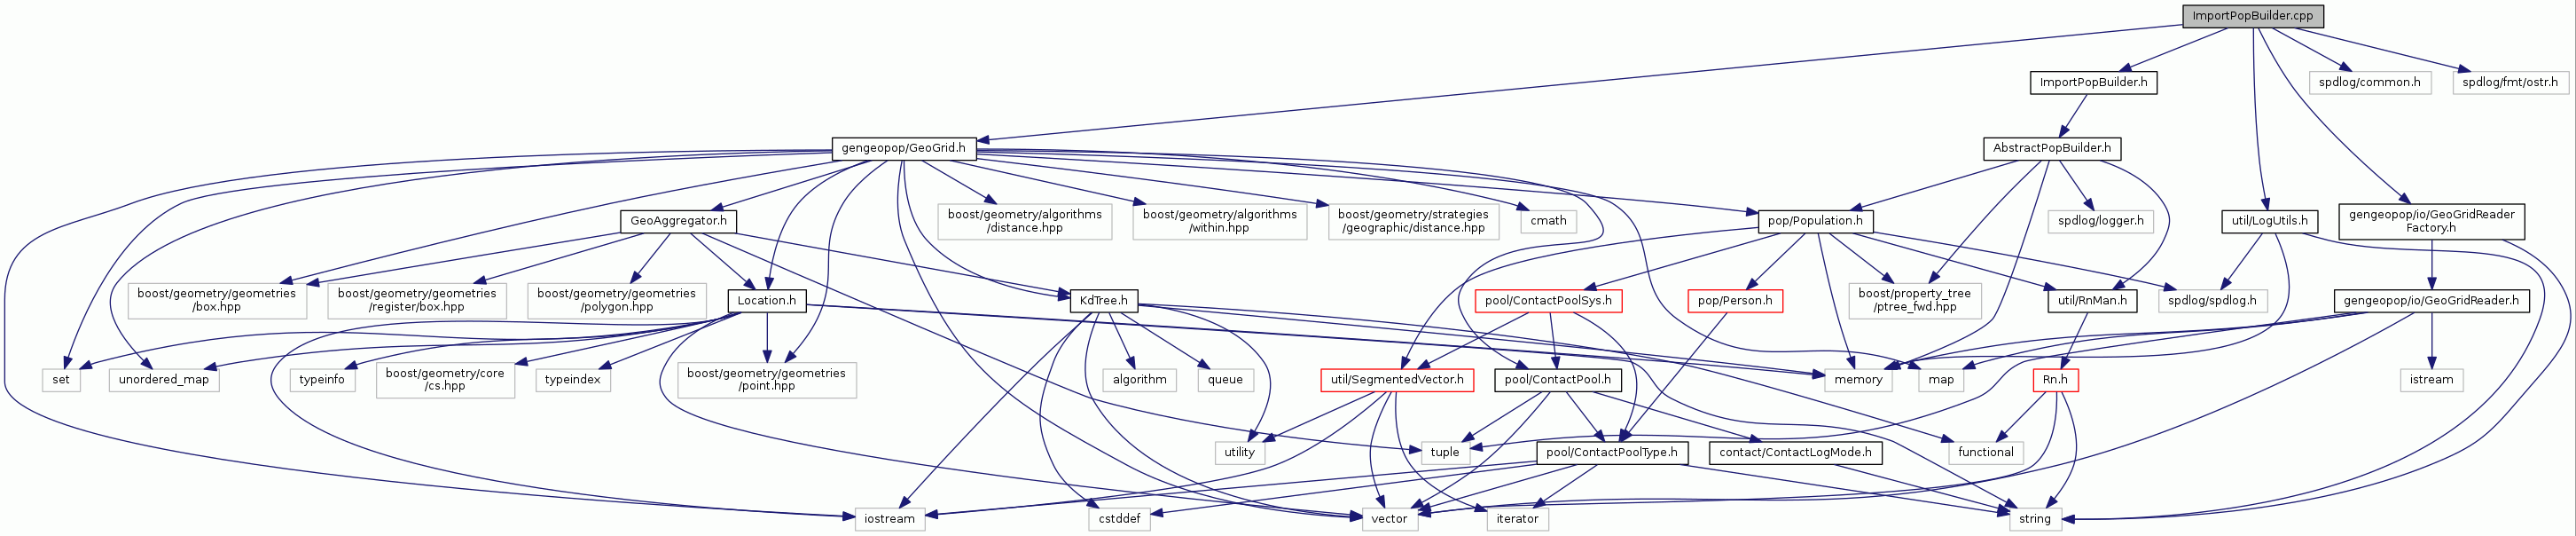 ImportPopBuilder.cpp
ImportPopBuilder.h
spdlog/common.h
spdlog/fmt/ostr.h
gengeopop/GeoGrid.h
AbstractPopBuilder.h
GeoAggregator.h
boost/geometry/algorithms
/distance.hpp
boost/geometry/algorithms
/within.hpp
boost/geometry/strategies
/geographic/distance.hpp
cmath
pop/Population.h
spdlog/logger.h
util/LogUtils.h
gengeopop/io/GeoGridReader
Factory.h
boost/geometry/geometries
/box.hpp
boost/geometry/geometries
/register/box.hpp
boost/geometry/geometries
/polygon.hpp
Location.h
KdTree.h
pool/ContactPoolSys.h
pop/Person.h
boost/property_tree
/ptree_fwd.hpp
util/RnMan.h
spdlog/spdlog.h
gengeopop/io/GeoGridReader.h
set
unordered_map
typeinfo
boost/geometry/core
/cs.hpp
typeindex
boost/geometry/geometries
/point.hpp
algorithm
queue
util/SegmentedVector.h
pool/ContactPool.h
memory
map
Rn.h
istream
utility
tuple
pool/ContactPoolType.h
contact/ContactLogMode.h
functional
iostream
cstddef
vector
iterator
string